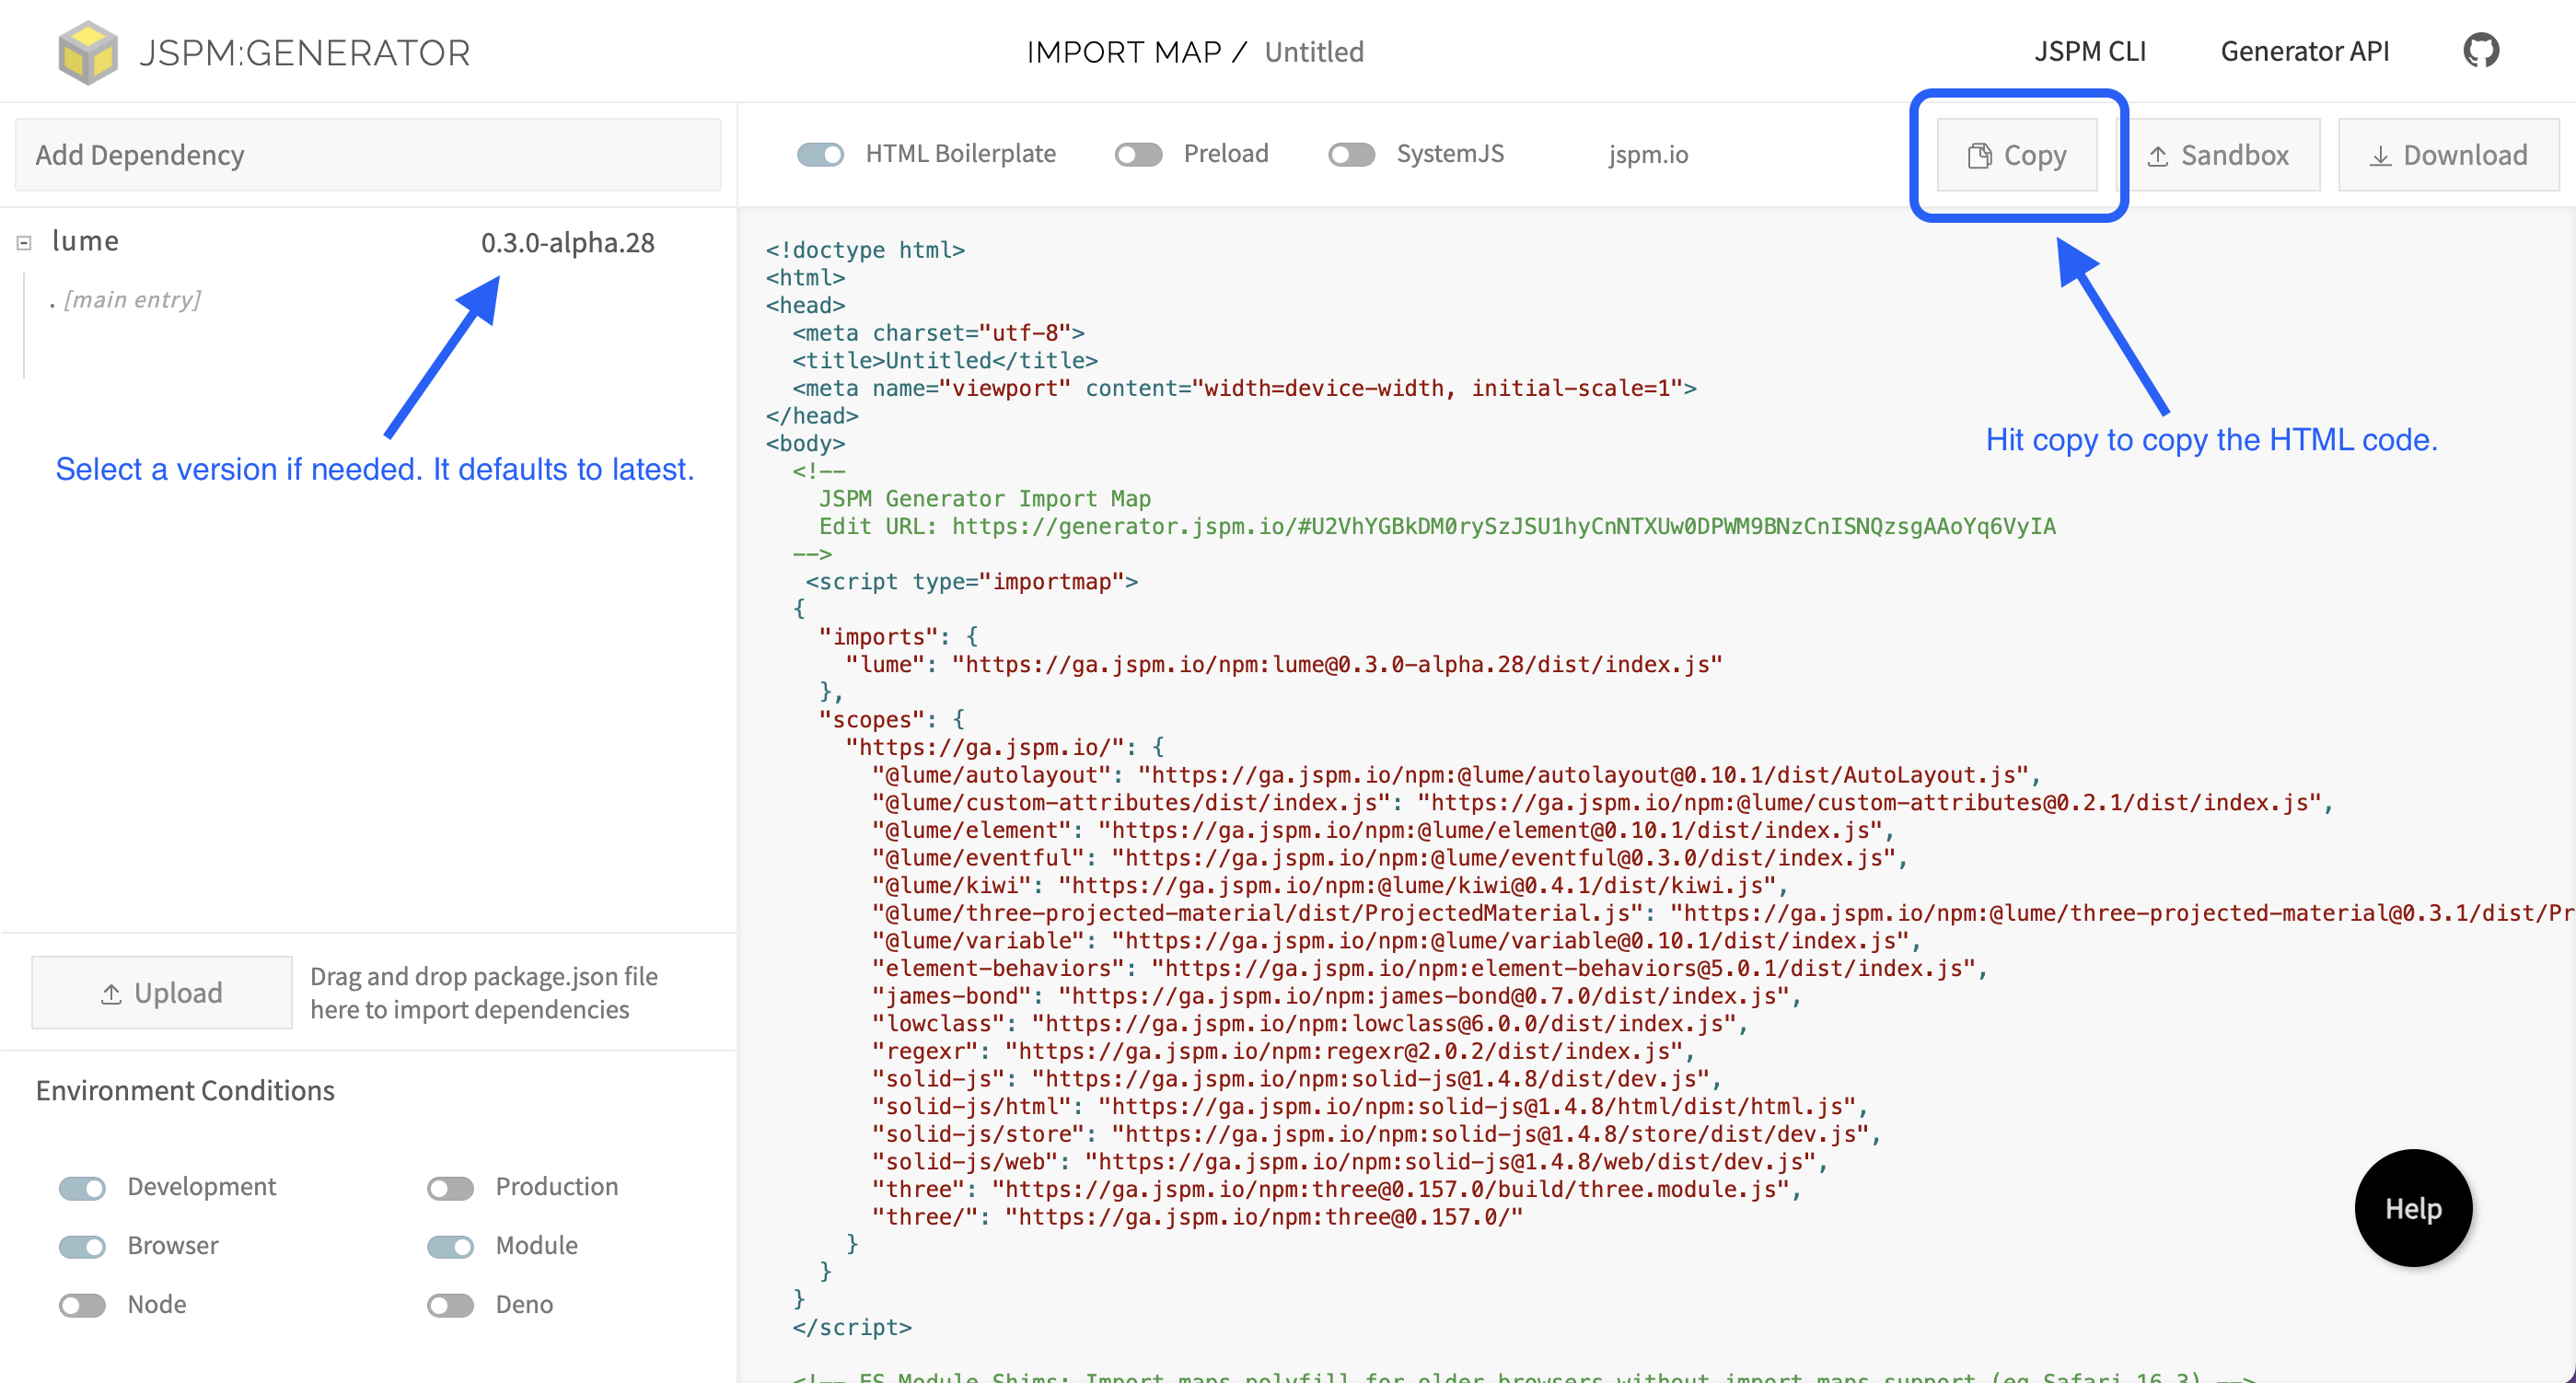 JSPM:GENERATOR
IMPORT MAP / Untitled
JSPM CLI
Generator API
Add Dependency
HTML Boilerplate
Preload
SystemJS
jspm.io
Copy
Sandbox
Download
lume 0.3.0-alpha.28
. [main entry]
Select a version if needed. It defaults to latest.
Hit copy to copy the HTML code.
<!doctype html>
<html>
<head>
<meta charset="utf-8">
<title>Untitled</title>
<meta name="viewport" content="width=device-width, initial-scale=1">
</head>
<body>
<!--
JSPM Generator Import Map
Edit URL: https://generator.jspm.io/#U2VhYGBkDM0rySzJSU1hyCnNTXUw0DPWM9BNzCnISNQzsgAAoYq6VyIA
-->
<script type="importmap">
{
"imports": {
"lume": "https://ga.jspm.io/npm:lume@0.3.0-alpha.28/dist/index.js"
},
"scopes": {
"https://ga.jspm.io/": {
"@lume/autolayout": "https://ga.jspm.io/npm:@lume/autolayout@0.10.1/dist/AutoLayout.js",
"@lume/custom-attributes/dist/index.js": "https://ga.jspm.io/npm:@lume/custom-attributes@0.2.1/dist/index.js",
"@lume/element": "https://ga.jspm.io/npm:@lume/element@0.10.1/dist/index.js",
"@lume/eventful": "https://ga.jspm.io/npm:@lume/eventful@0.3.0/dist/index.js",
"@lume/kiwi": "https://ga.jspm.io/npm:@lume/kiwi@0.4.1/dist/kiwi.js",
"@lume/three-projected-material/dist/ProjectedMaterial.js": "https://ga.jspm.io/npm:@lume/three-projected-material@0.3.1/dist/Pr
"@lume/variable": "https://ga.jspm.io/npm:@lume/variable@0.10.1/dist/index.js",
"element-behaviors": "https://ga.jspm.io/npm:element-behaviors@5.0.1/dist/index.js",
"james-bond": "https://ga.jspm.io/npm:james-bond@0.7.0/dist/index.js",
"lowclass": "https://ga.jspm.io/npm:lowclass@6.0.0/dist/index.js",
"regexr": "https://ga.jspm.io/npm:regexr@2.0.2/dist/index.js",
"solid-js": "https://ga.jspm.io/npm:solid-js@1.4.8/dist/dev.js",
"solid-js/html": "https://ga.jspm.io/npm:solid-js@1.4.8/html/dist/html.js",
"solid-js/store": "https://ga.jspm.io/npm:solid-js@1.4.8/store/dist/dev.js",
"solid-js/web": "https://ga.jspm.io/npm:solid-js@1.4.8/web/dist/dev.js",
"three": "https://ga.jspm.io/npm:three@0.157.0/build/three.module.js",
"three/": "https://ga.jspm.io/npm:three@0.157.0/"
}
}
}
</script>
<!-- ES Module Shims: Import maps polyfill for older browsers without import maps support (eg Safari 16.3) -->
Upload
Drag and drop package.json file
here to import dependencies
Environment Conditions
Development
Production
Browser
Module
Node
Deno
Help